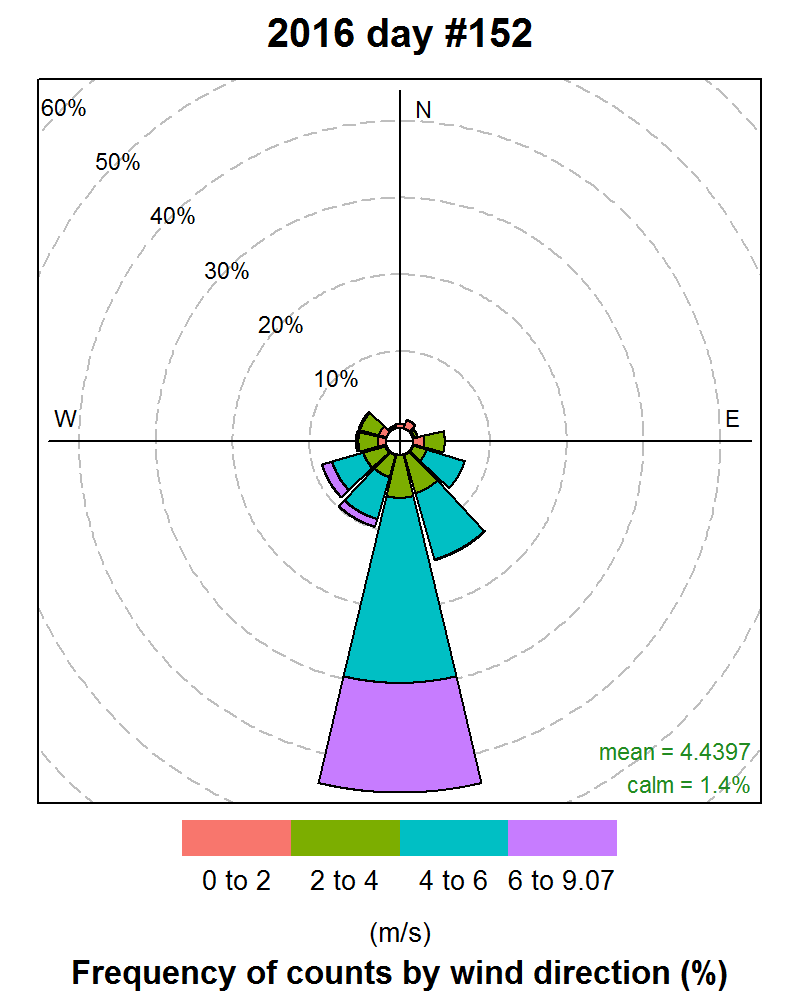 2016 day #152
60%
N
50%
40%
30%
20%
10%
W
E
mean = 4.4397
calm = 1.4%
0 to 2 2 to 4 4 to 6 6 to 9.07
(m/s)
Frequency of counts by wind direction (%)